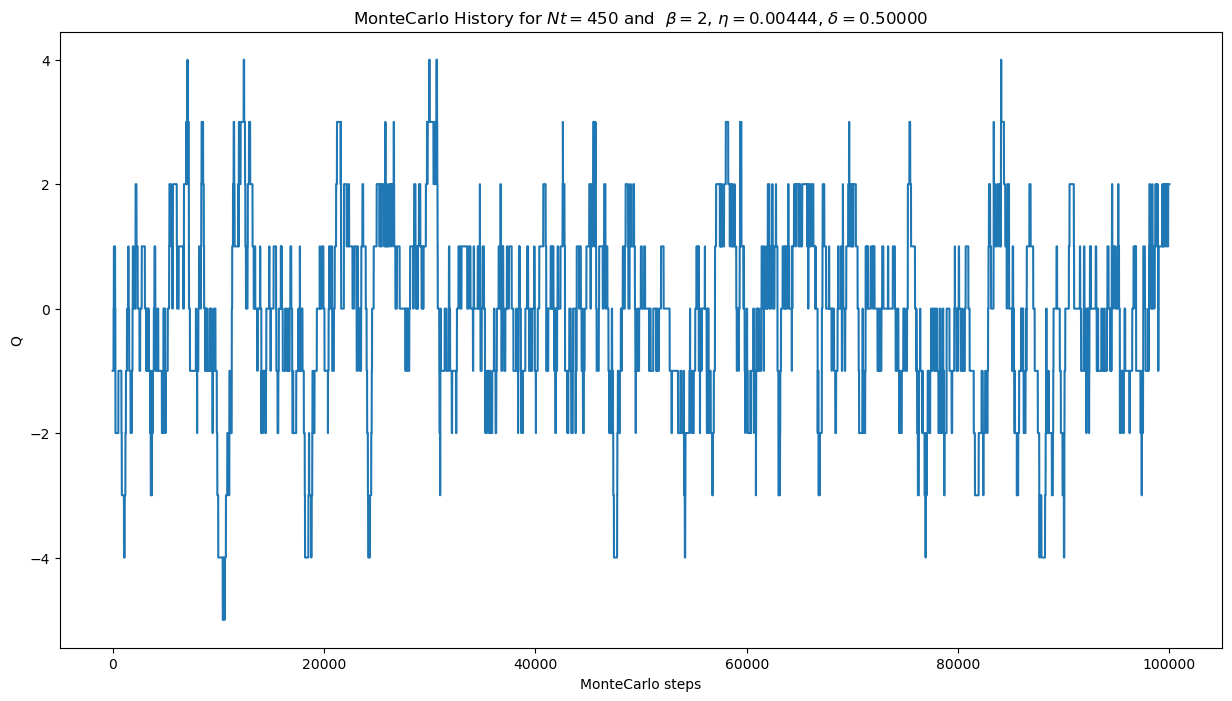 MonteCarlo History for Nt = 450 and β = 2, η = 0.00444, δ = 0.50000
4
2
0
−2
−4
Q
0 20000 40000 60000 80000 100000
MonteCarlo steps